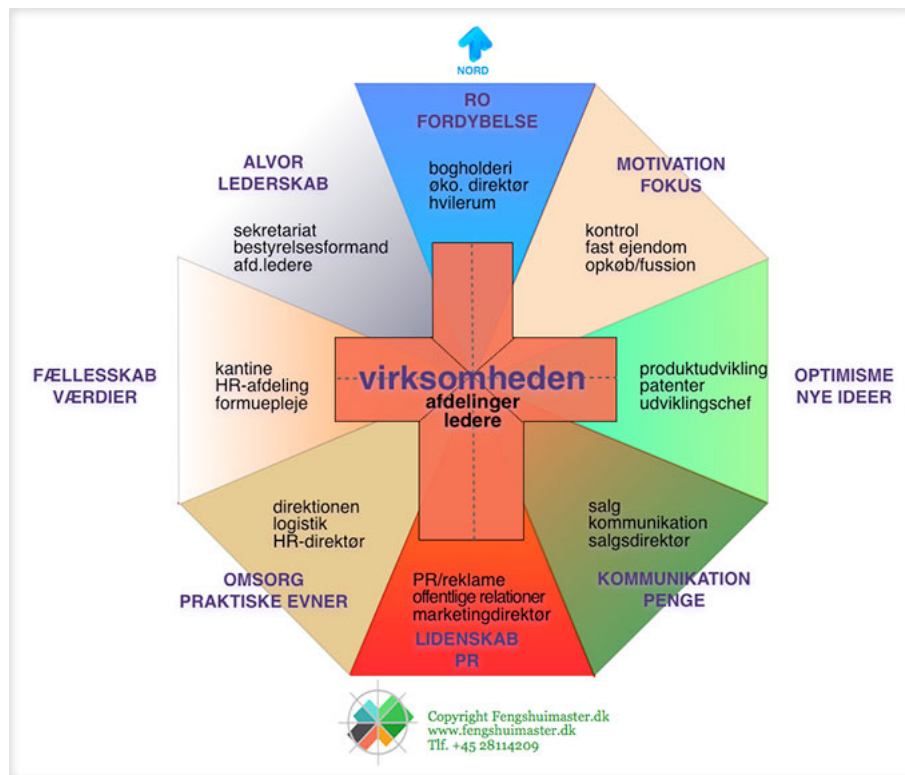 NORD
RO
FORDYBELSE
bogholderi
øko. direktør
hvilerum
MOTIVATION
FOKUS
kontrol
fast ejendom
opkøb/fussion
OPTIMISME
NYE IDEER
produktudvikling
patenter
udviklingschef
KOMMUNIKATION
PENGE
salg
kommunikation
salgsdirektør
PR/reklame
offentlige relationer
marketingdirektør
LIDENSKAB
PR
direktionen
logistik
HR-direktør
OMSORG
PRAKTISKE EVNER
FÆLLESSKAB
VÆRDIER
kantine
HR-afdeling
formuepleje
ALVOR
LEDERSKAB
sekretariat
bestyrelsesformand
afd.ledere
virksomheden
afdelinger
ledere
Copyright Fengshuimaster.dk
www.fengshuimaster.dk
Tlf. +45 28114209